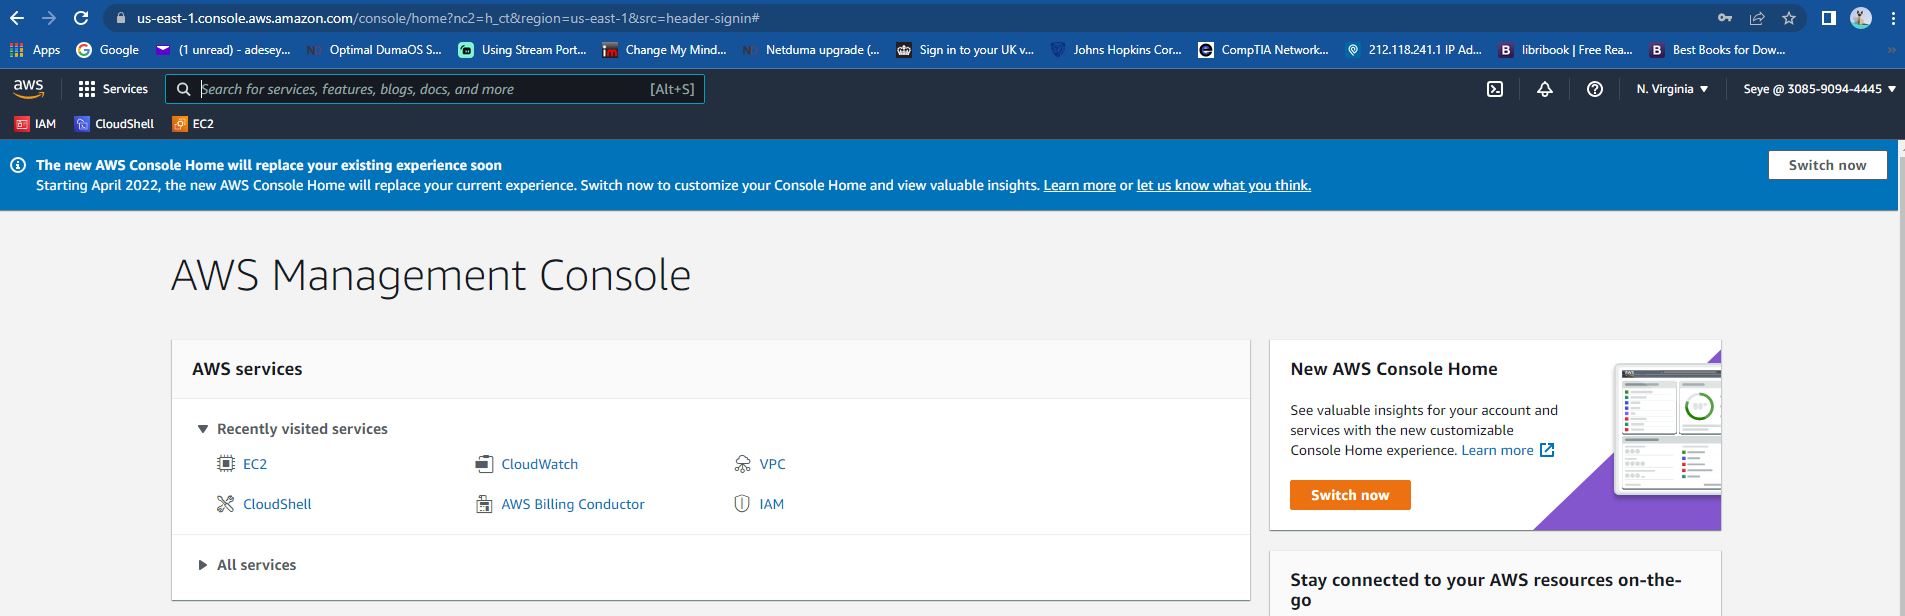 us-east-1.console.aws.amazon.com/console/home?nc2=h_ct&region=us-east-1&src=header-signin#
Apps Google (1 unread) - adesey... Optimal DumaOS S... Using Stream Port... Change My Mind... Netduma upgrade (... Sign in to your UK v... Johns Hopkins Cor... CompTIA Network... 212.118.241.1 IP Ad... libribook | Free Rea... Best Books for Dow... »
aws Services Search for services, features, blogs, docs, and more [Alt+S] N. Virginia Seye @ 3085-9094-4445
IAM CloudShell EC2
The new AWS Console Home will replace your existing experience soon
Starting April 2022, the new AWS Console Home will replace your current experience. Switch now to customize your Console Home and view valuable insights. Learn more or let us know what you think.
Switch now
AWS Management Console
AWS services
Recently visited services
EC2 CloudWatch VPC
CloudShell AWS Billing Conductor IAM
All services
New AWS Console Home
See valuable insights for your account and
services with the new customizable
Console Home experience. Learn more
Switch now
Stay connected to your AWS resources on-the-
go